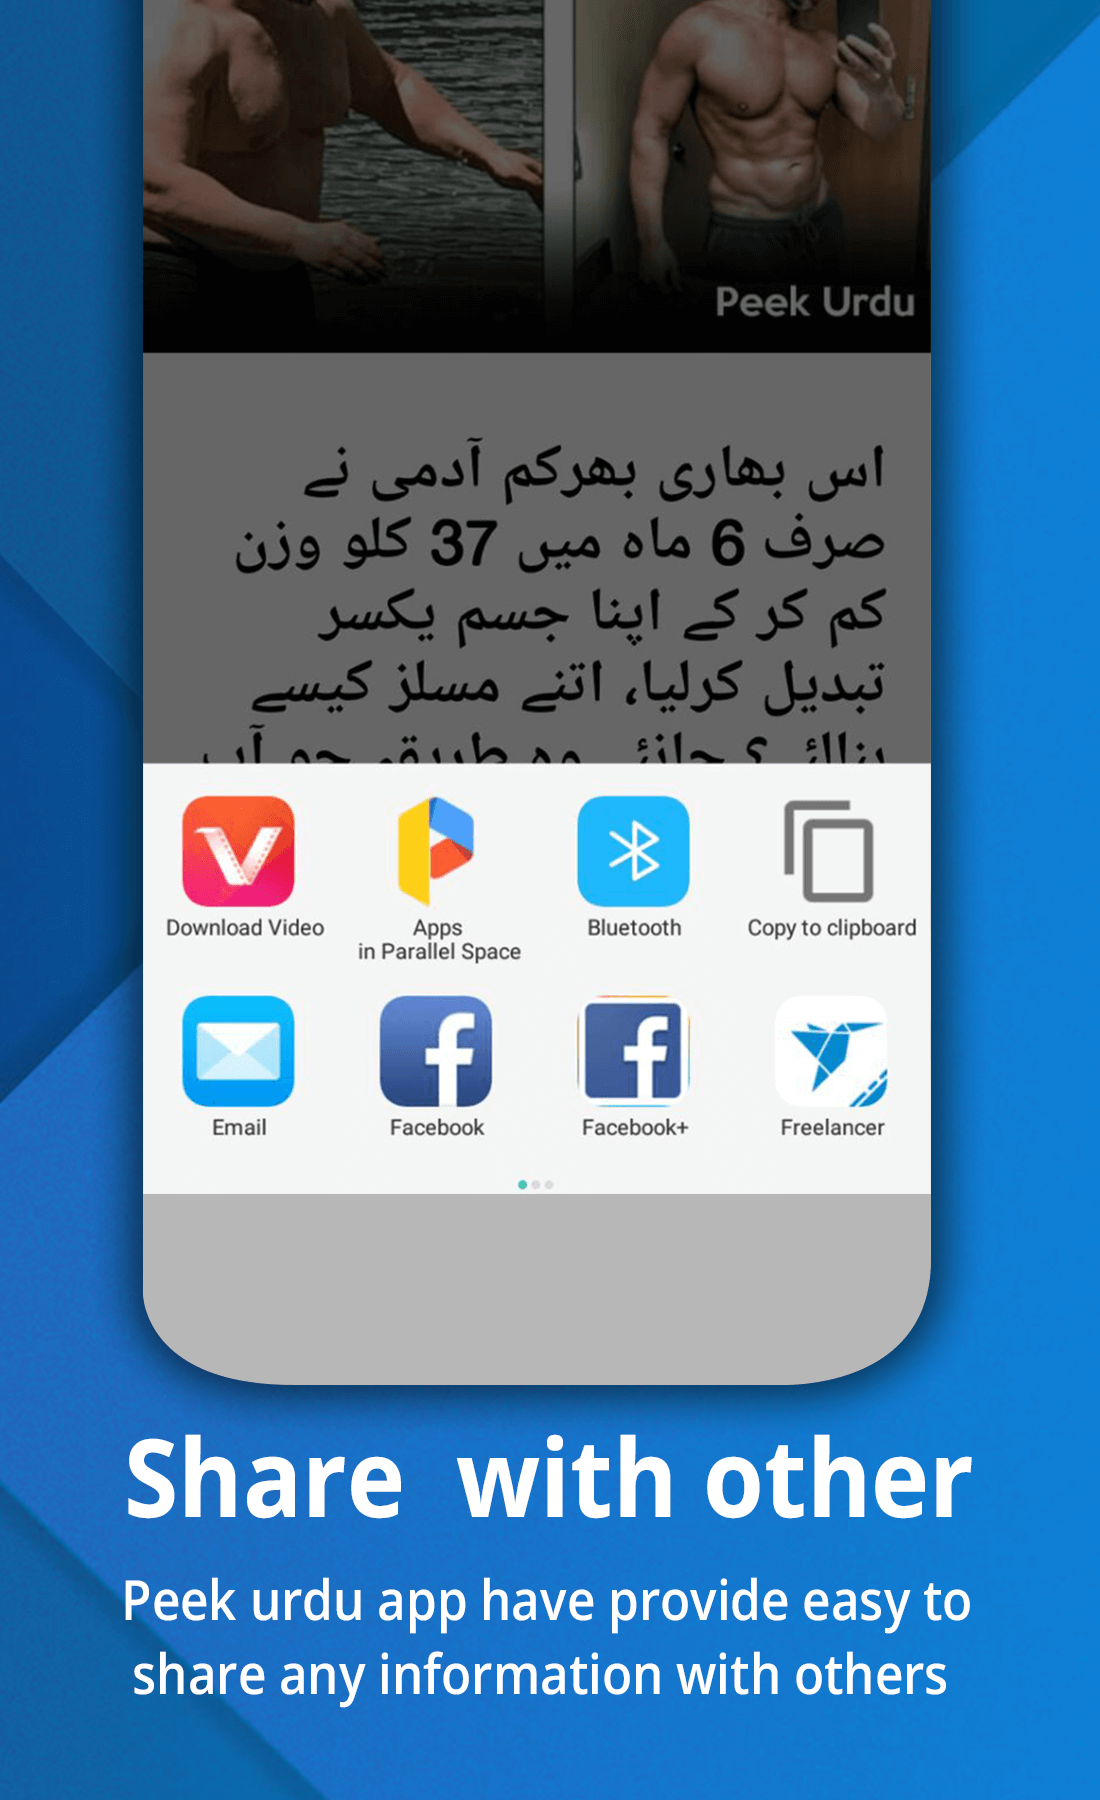 Peek Urdu
اس بھاری بھرکم آدمی نے
صرف 6 ماہ میں 37 کلو وزن
کم کر کے اپنا جسم یکسر
تبدیل کرلیا، اتنے مسلز کیسے
Download Video
Apps
in Parallel Space
Bluetooth
Copy to clipboard
Email
Facebook
Facebook+
Freelancer
Share with other
Peek urdu app have provide easy to
share any information with others